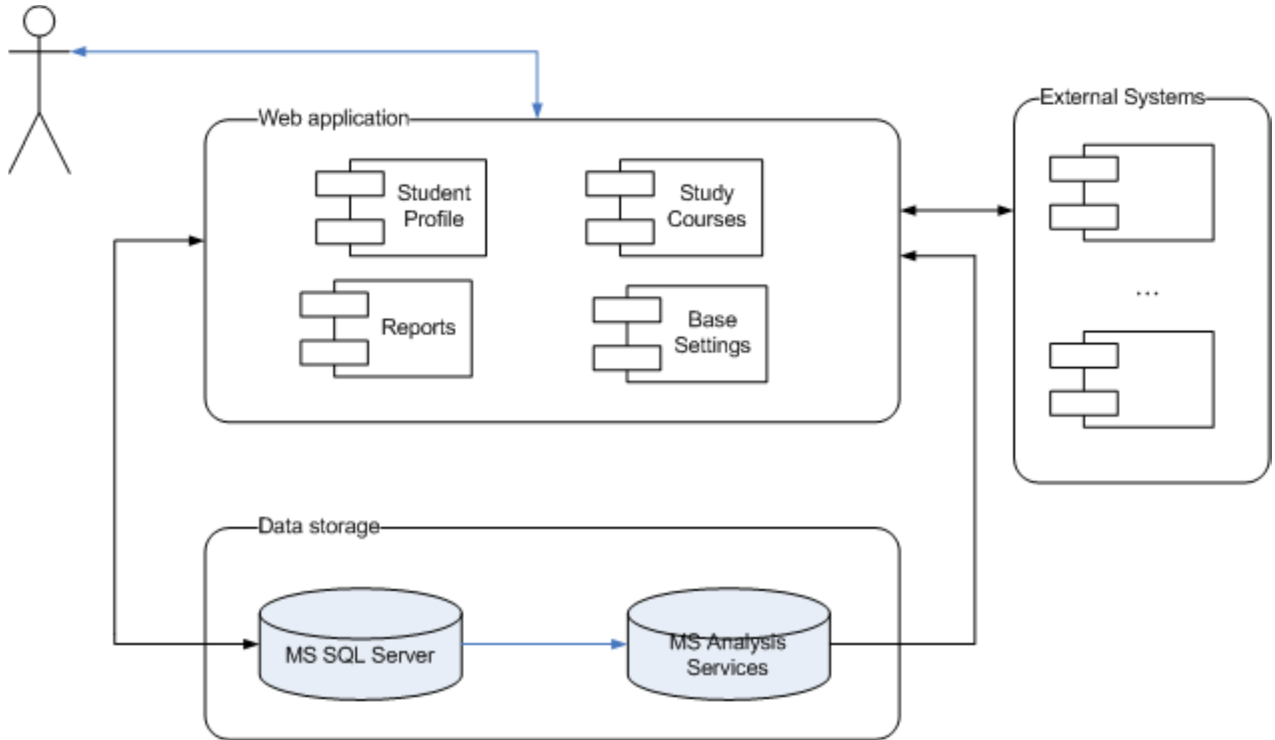 Web application
External Systems
Student
Profile
Study
Courses
Reports
Base
Settings
...
Data storage
MS SQL Server
MS Analysis
Services